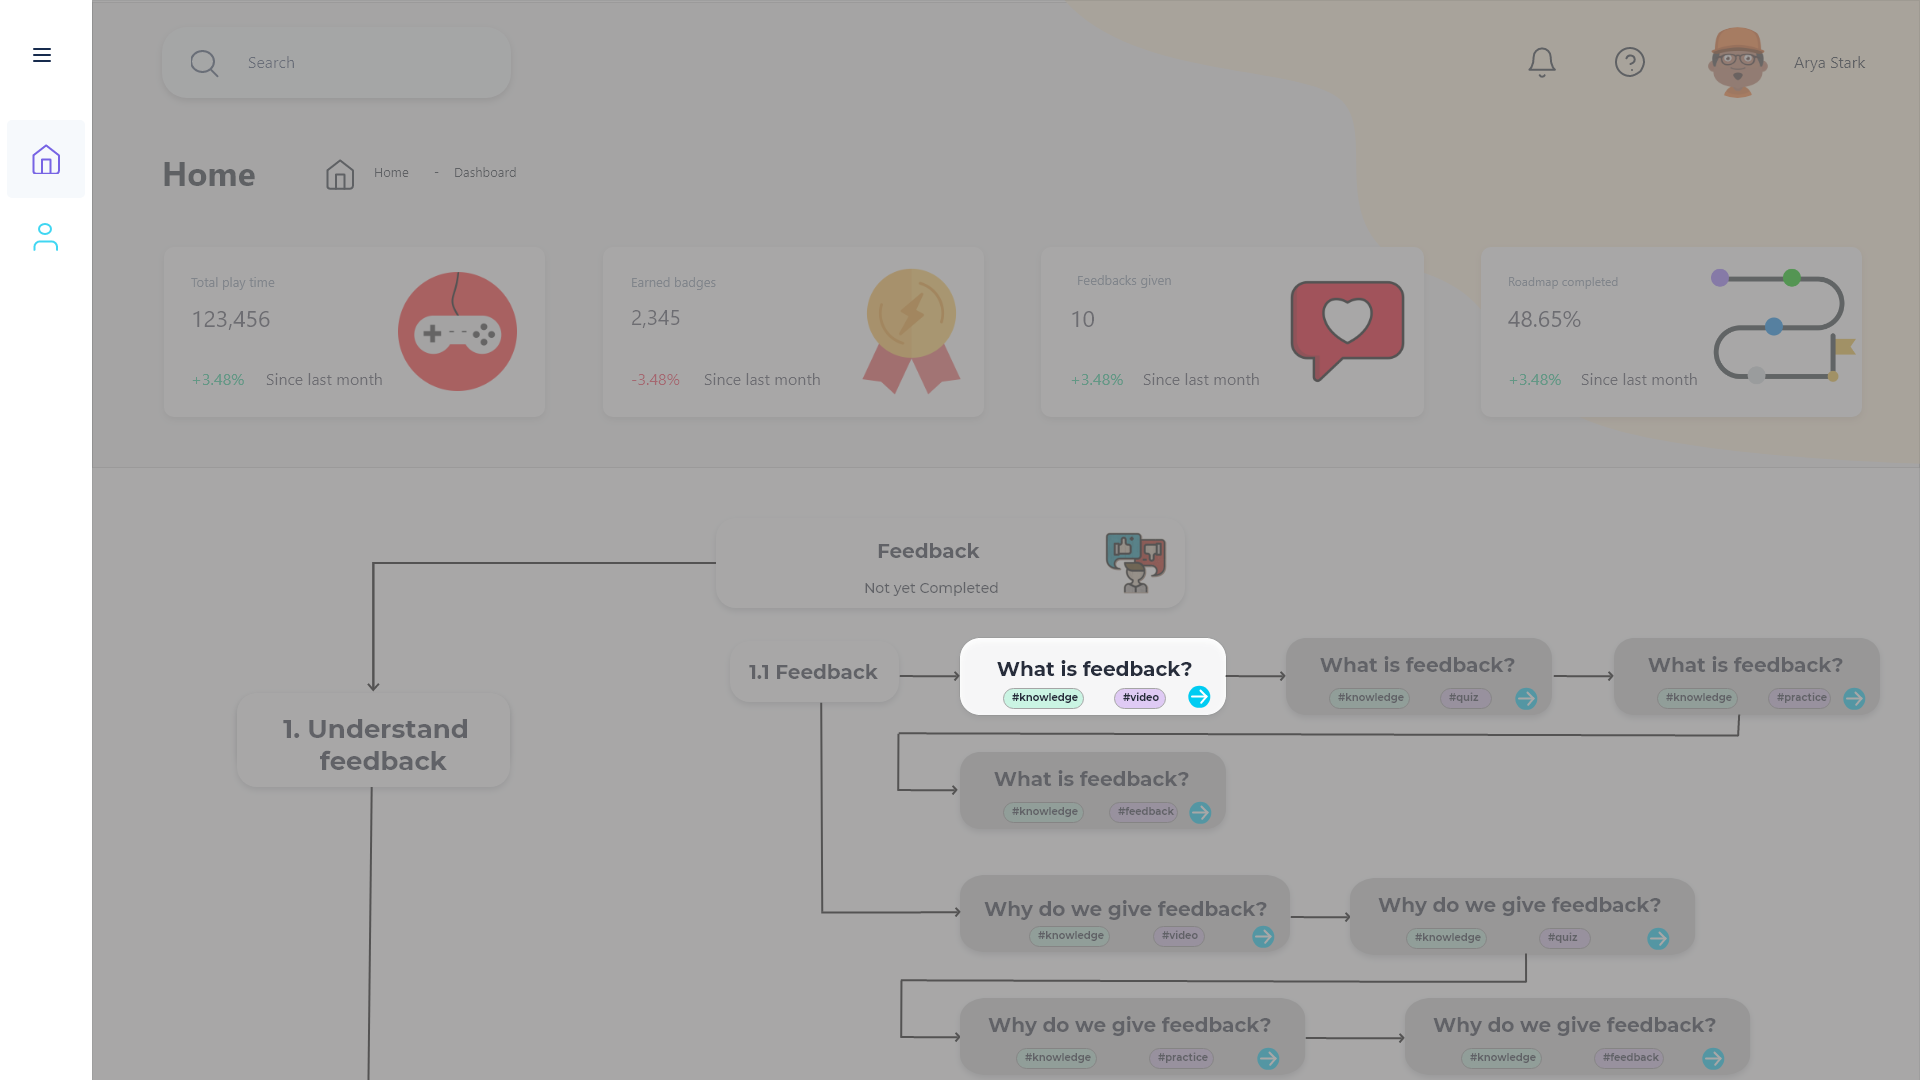 Search
Arya Stark
Home
Home - Dashboard
Total play time
123,456
+3.48% Since last month
Earned badges
2,345
-3.48% Since last month
Feedbacks given
10
+3.48% Since last month
Roadmap completed
48.65%
+3.48% Since last month
Feedback
Not yet Completed
1. Understand
feedback
1.1 Feedback
What is feedback?
#knowledge #video
What is feedback?
#knowledge #quiz
What is feedback?
#knowledge #practice
What is feedback?
#knowledge #feedback
Why do we give feedback?
#knowledge #video
Why do we give feedback?
#knowledge #quiz
Why do we give feedback?
#knowledge #practice
Why do we give feedback?
#knowledge #feedback